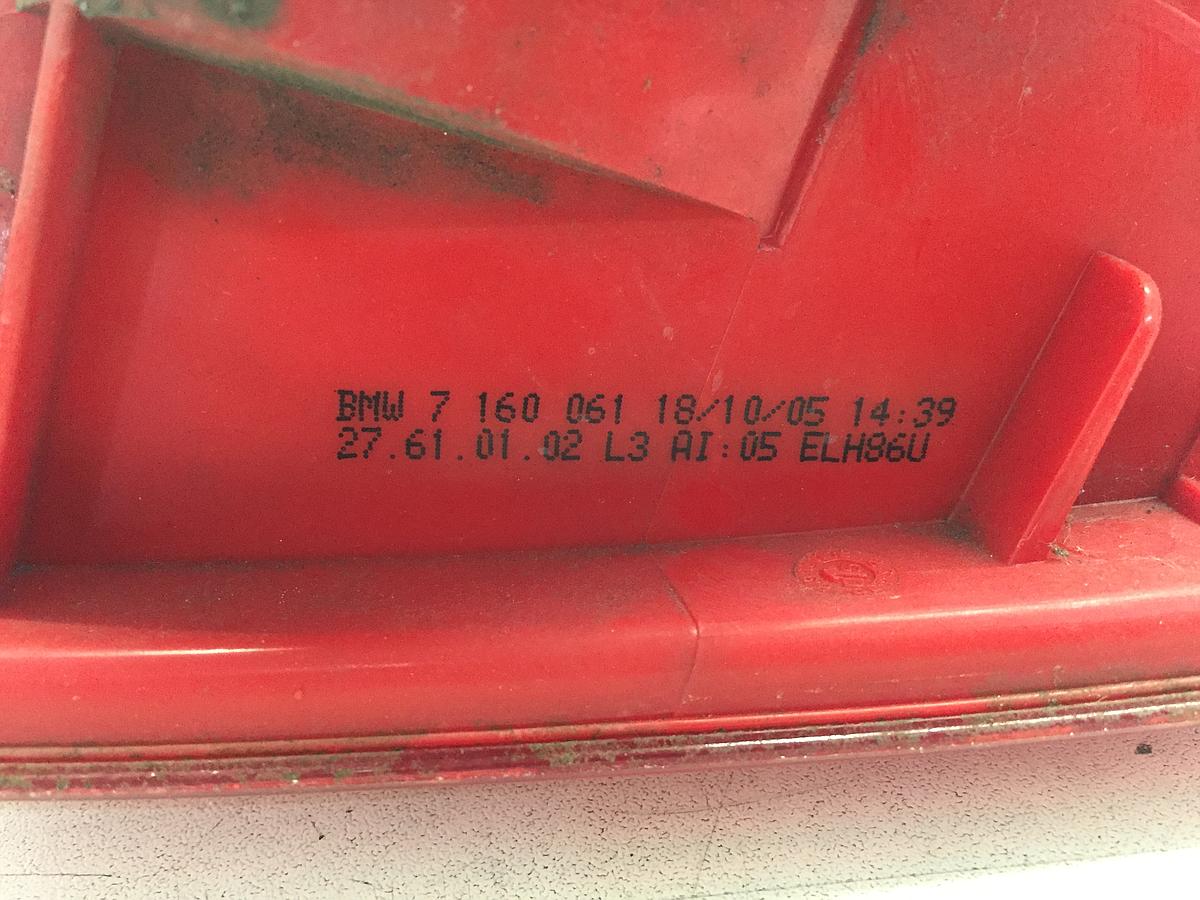 BMW 7 160 061 18/10/05 14:39
27.61.01.02 L3 AI:05 ELH86U